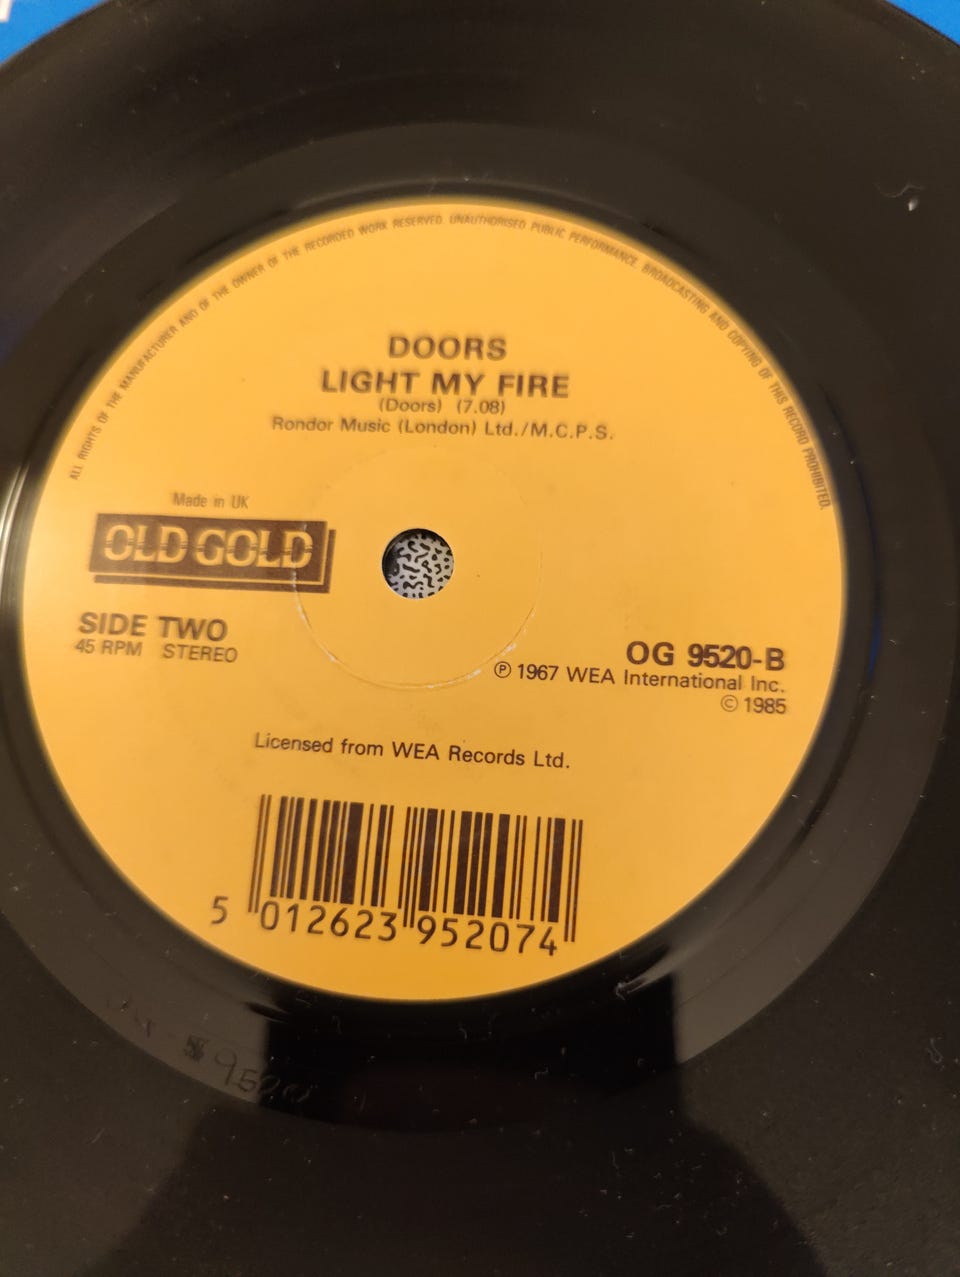 ALL RIGHTS OF THE MANUFACTURER AND OF THE OWNER OF THE RECORDED WORK RESERVED. UNAUTHORISED PUBLIC PERFORMANCE, BROADCASTING AND COPYING OF THIS RECORD PROHIBITED.
DOORS
LIGHT MY FIRE
(Doors) (7.08)
Rondor Music (London) Ltd./M.C.P.S.
Made in UK
OLD GOLD
SIDE TWO
45 RPM STEREO
OG 9520-B
℗ 1967 WEA International Inc.
© 1985
Licensed from WEA Records Ltd.
5 012623 952074